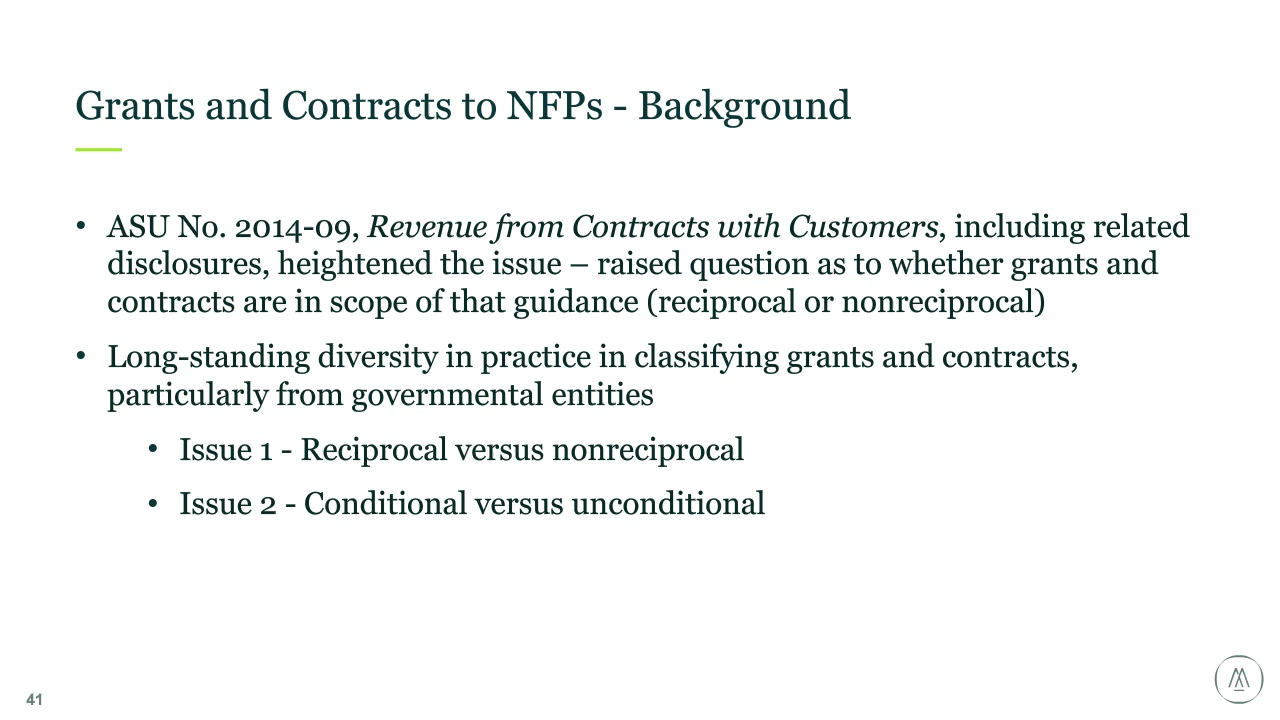 Grants and Contracts to NFPs - Background
• ASU No. 2014-09, Revenue from Contracts with Customers, including related
disclosures, heightened the issue – raised question as to whether grants and
contracts are in scope of that guidance (reciprocal or nonreciprocal)
• Long-standing diversity in practice in classifying grants and contracts,
particularly from governmental entities
• Issue 1 - Reciprocal versus nonreciprocal
• Issue 2 - Conditional versus unconditional
41